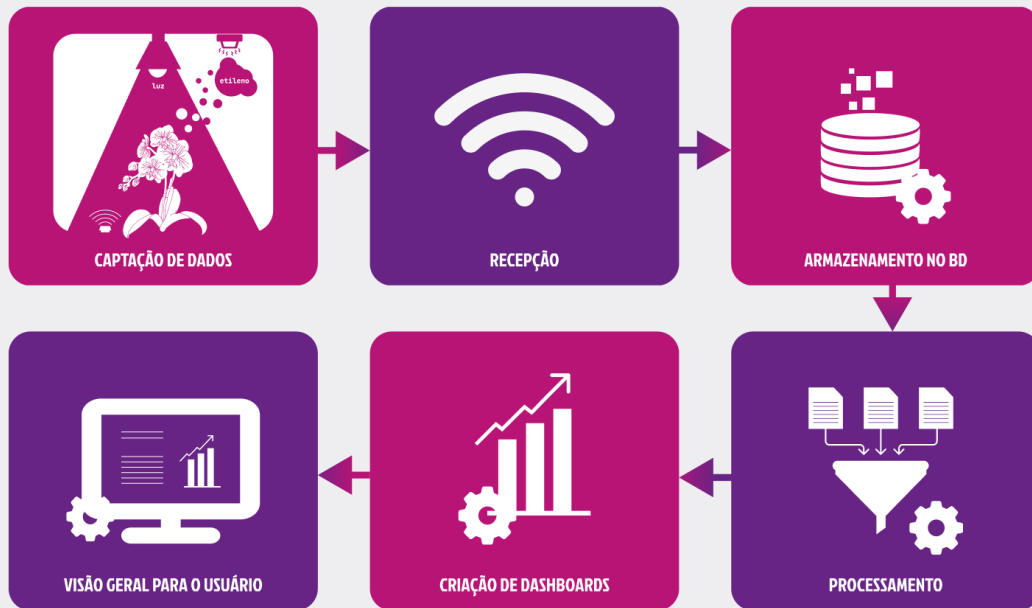 luz
etileno
CAPTAÇÃO DE DADOS
RECEPÇÃO
ARMAZENAMENTO NO BD
PROCESSAMENTO
CRIAÇÃO DE DASHBOARDS
VISÃO GERAL PARA O USUÁRIO